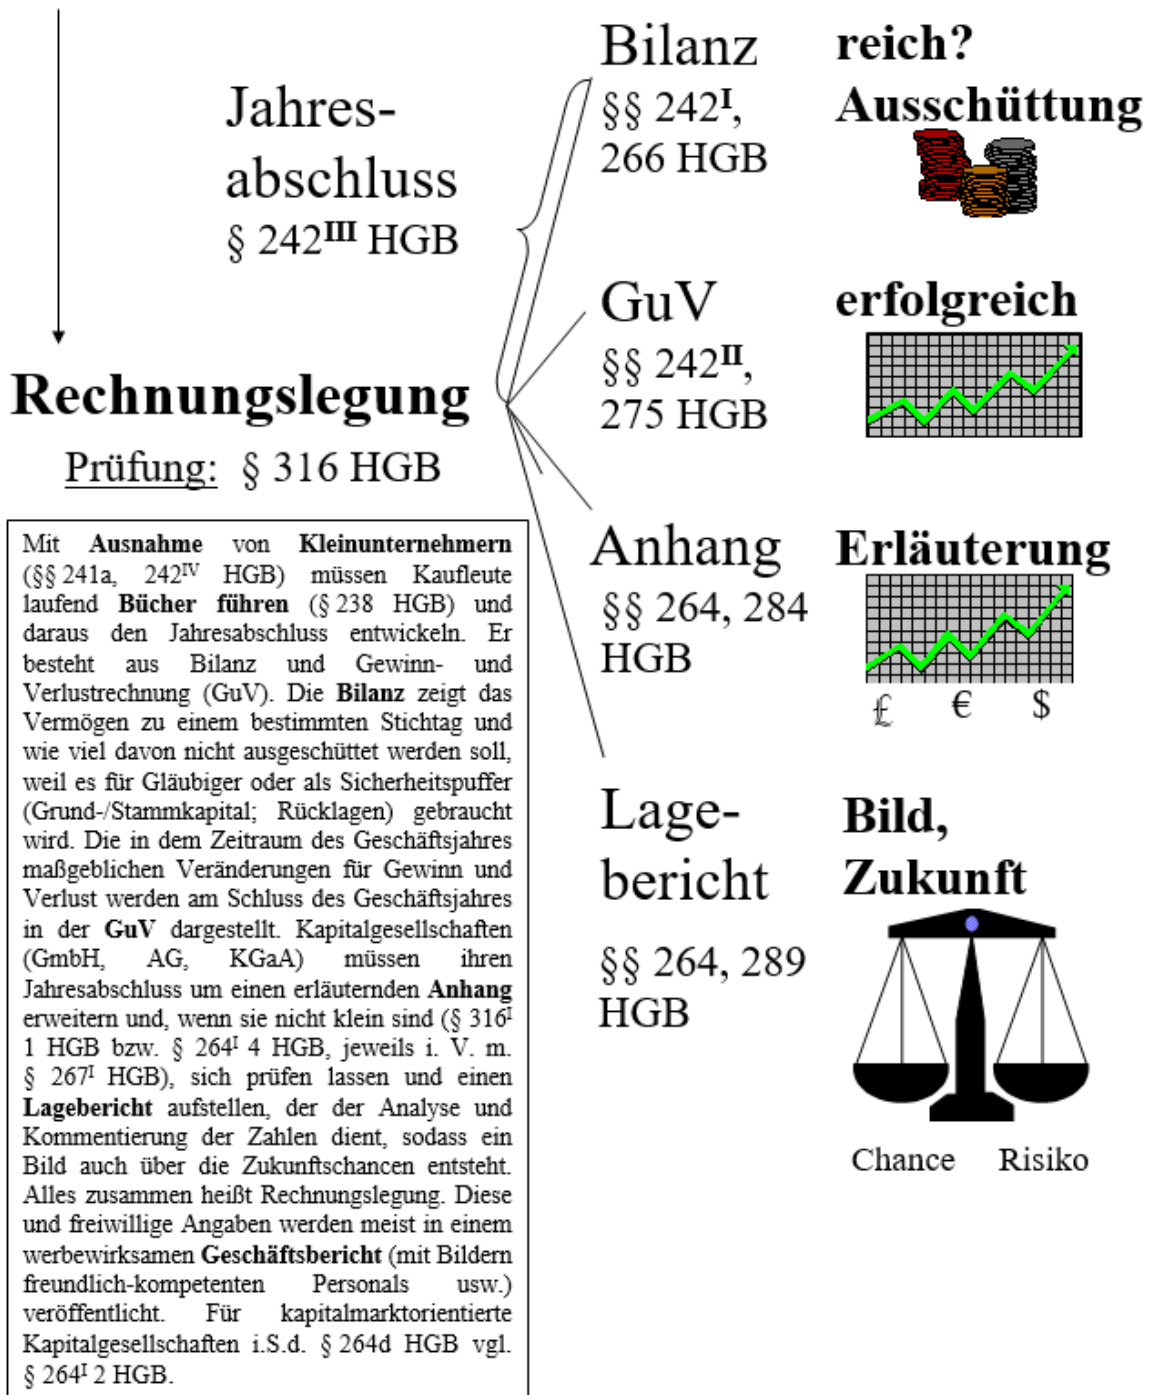 Jahres-
abschluss
§ 242III HGB
Rechnungslegung
Prüfung: § 316 HGB
Mit Ausnahme von Kleinunternehmern
(§§ 241a, 242IV HGB) müssen Kaufleute
laufend Bücher führen (§ 238 HGB) und
daraus den Jahresabschluss entwickeln. Er
besteht aus Bilanz und Gewinn- und
Verlustrechnung (GuV). Die Bilanz zeigt das
Vermögen zu einem bestimmten Stichtag und
wie viel davon nicht ausgeschüttet werden soll,
weil es für Gläubiger oder als Sicherheitspuffer
(Grund-/Stammkapital; Rücklagen) gebraucht
wird. Die in dem Zeitraum des Geschäftsjahres
maßgeblichen Veränderungen für Gewinn und
Verlust werden am Schluss des Geschäftsjahres
in der GuV dargestellt. Kapitalgesellschaften
(GmbH, AG, KGaA) müssen ihren
Jahresabschluss um einen erläuternden Anhang
erweitern und, wenn sie nicht klein sind (§ 316I
1 HGB bzw. § 264I 4 HGB, jeweils i. V. m.
§ 267I HGB), sich prüfen lassen und einen
Lagebericht aufstellen, der der Analyse und
Kommentierung der Zahlen dient, sodass ein
Bild auch über die Zukunftschancen entsteht.
Alles zusammen heißt Rechnungslegung. Diese
und freiwillige Angaben werden meist in einem
werbewirksamen Geschäftsbericht (mit Bildern
freundlich-kompetenten Personals usw.)
veröffentlicht. Für kapitalmarktorientierte
Kapitalgesellschaften i.S.d. § 264d HGB vgl.
§ 264I 2 HGB.
Bilanz
§§ 242I,
266 HGB
reich?
Ausschüttung
GuV
§§ 242II,
275 HGB
erfolgreich
Anhang
§§ 264, 284
HGB
Erläuterung
£ € $
Lage-
bericht
§§ 264, 289
HGB
Bild,
Zukunft
Chance Risiko